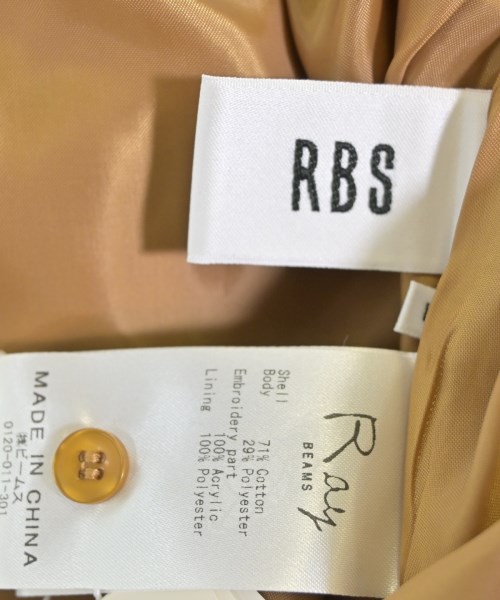 RBS
Ray
BEAMS
Shell
Body 71% Cotton
29% Polyester
Embroidery part
100% Acrylic
Lining 100% Polyester
MADE IN CHINA
㈱ビームス
0120-011-301